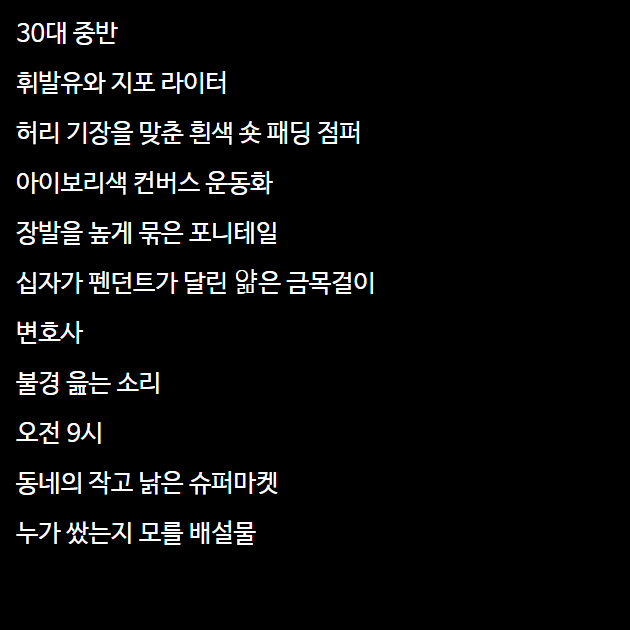 30대 중반
휘발유와 지포 라이터
허리 기장을 맞춘 흰색 숏 패딩 점퍼
아이보리색 컨버스 운동화
장발을 높게 묶은 포니테일
십자가 펜던트가 달린 얆은 금목걸이
변호사
불경 읊는 소리
오전 9시
동네의 작고 낡은 슈퍼마켓
누가 쌌는지 모를 배설물